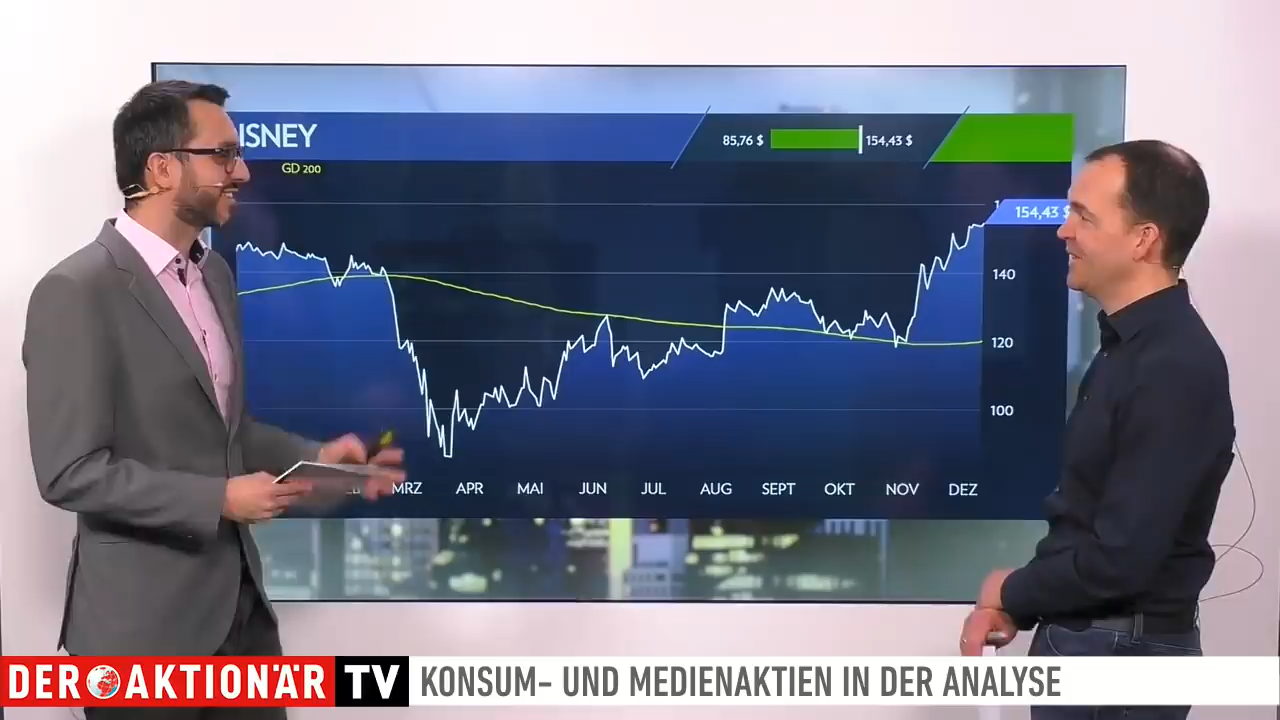 ISNEY
85,76 $
154,43 $
GD 200
154,43 $
140
120
100
MRZ APR MAI JUN JUL AUG SEPT OKT NOV DEZ
DER AKTIONÄR TV KONSUM- UND MEDIENAKTIEN IN DER ANALYSE